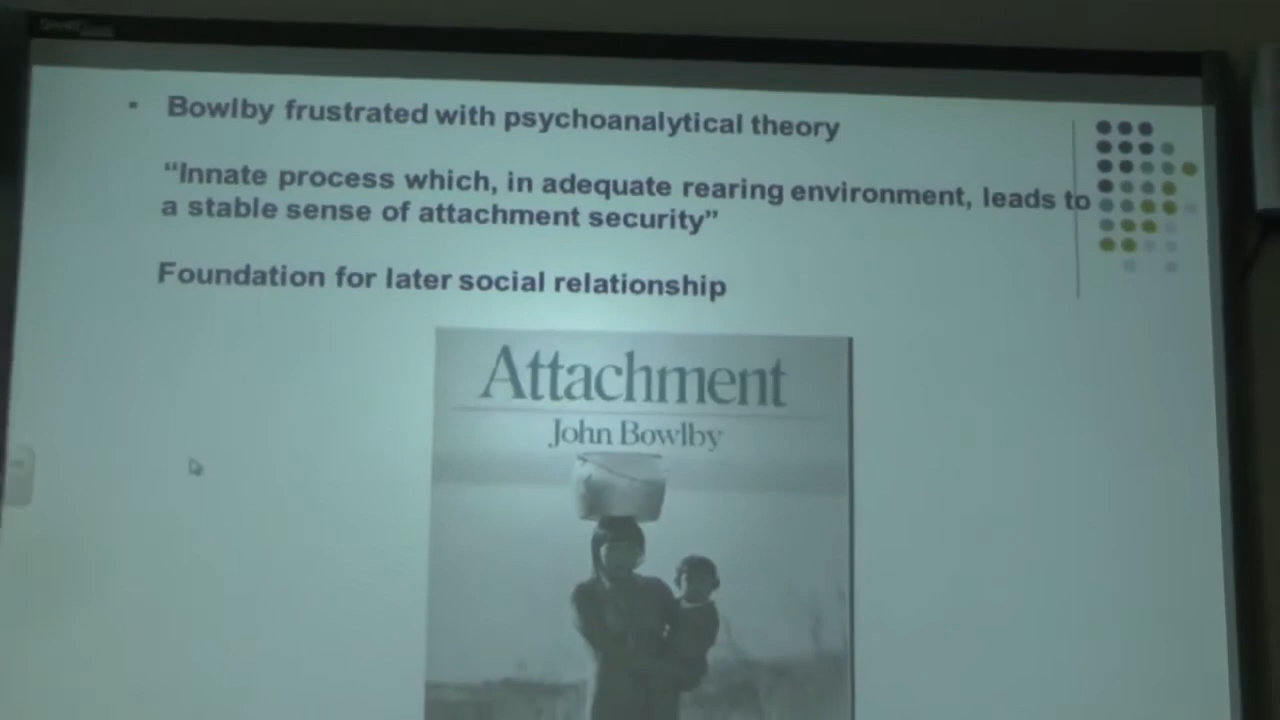 Bowlby frustrated with psychoanalytical theory
“Innate process which, in adequate rearing environment, leads to
a stable sense of attachment security”
Foundation for later social relationship
Attachment
John Bowlby